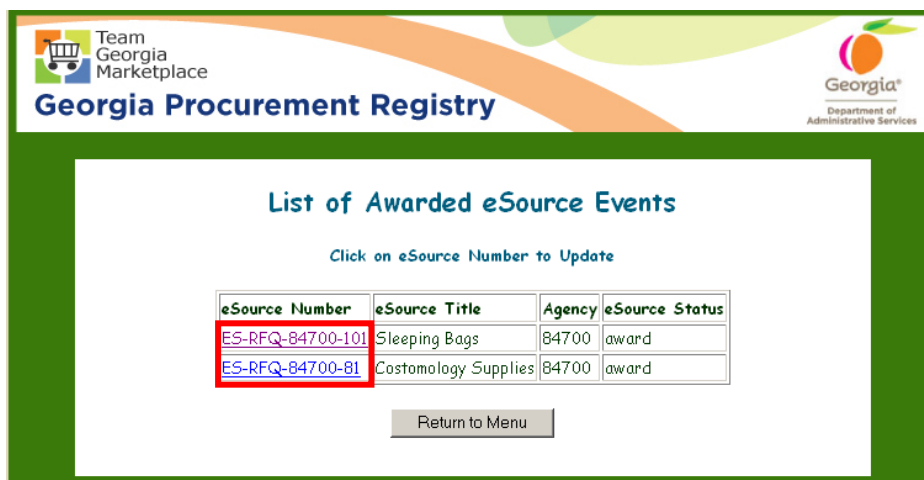 Team
Georgia
Marketplace
Georgia Procurement Registry
Georgia®
Department of
Administrative Services
List of Awarded eSource Events
Click on eSource Number to Update
eSource Number eSource Title Agency eSource Status
ES-RFQ-84700-101 Sleeping Bags 84700 award
ES-RFQ-84700-81 Costomology Supplies 84700 award
Return to Menu